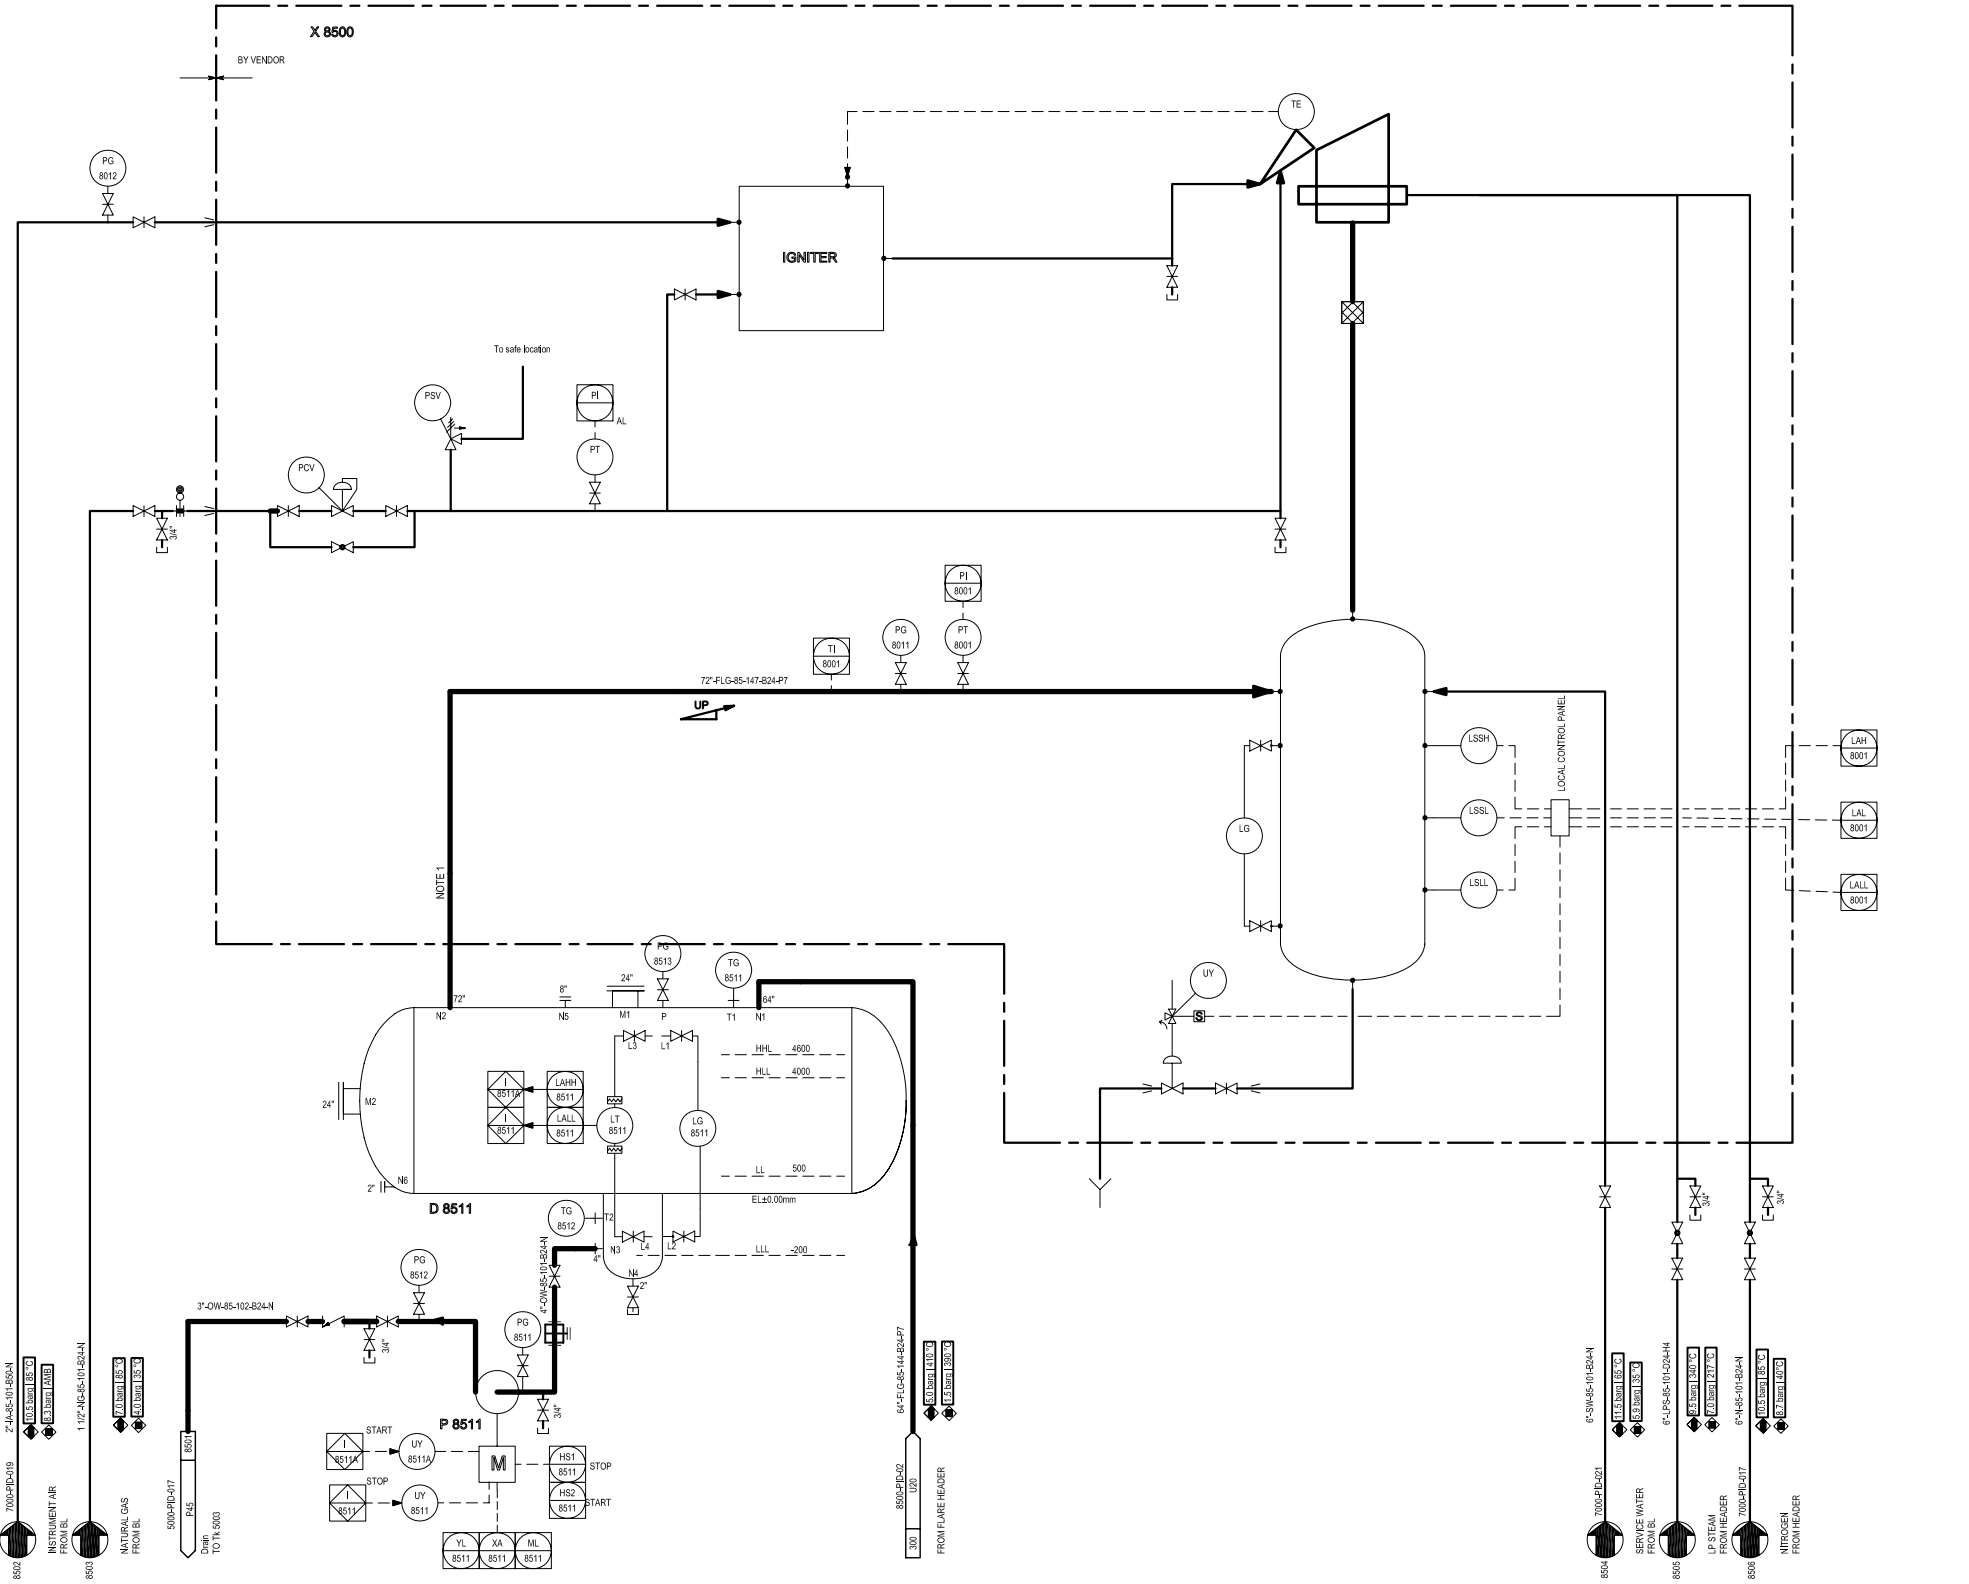 X 8500
BY VENDOR
TE
PG
8012
IGNITER
To safe location
PSV
PI
AL
PT
PCV
3/4"
PI
8001
PG
8011
PT
8001
TI
8001
72"-FLG-85-147-B24-P7
UP
NOTE 1
LOCAL CONTROL PANEL
LSSH
LSSL
LSLL
LG
LAH
8001
LAL
8001
LALL
8001
UY
S
PG
8513
TG
8511
24"
8"
72"
64"
N2
N5
M1
P
T1
N1
L3
L1
HHL 4600
HLL 4000
I
8511A
LAHH
8511
I
8511
LALL
8511
LT
8511
LG
8511
24"
M2
LL 500
2"
N6
EL±0.00mm
D 8511
TG
8512
T2
L4
L2
N3
4"
LLL -200
N4
2"
4"-OW-85-101-B24-N
PG
8512
3"-OW-85-102-B24-N
3/4"
PG
8511
3/4"
P 8511
START
I
8511A
UY
8511A
M
HS1
8511
STOP
STOP
I
8511
UY
8511
HS2
8511
START
YL
8511
XA
8511
ML
8511
2"-IA-85-101-B50-N
10.5 barg | 85 °C
8.3 barg | AMB
7000-PID-019
INSTRUMENT AIR
FROM BL
8502
1 1/2"-NG-85-101-B24-N
7.0 barg | 85 °C
4.0 barg | 35 °C
NATURAL GAS
FROM BL
8503
5000-PID-017
8501
P45
Drain
TO Tk 5003
64"-FLG-85-144-B24-P7
5.0 barg | 410 °C
1.5 barg | 390 °C
8500-PID-02
U20
300
FROM FLARE HEADER
6"-SW-85-101-B24-N
11.5 barg | 65 °C
5.9 barg | 35 °C
7000-PID-021
SERVICE WATER
FROM BL
8504
3/4"
6"-LPS-85-101-D24-H4
9.5 barg | 340 °C
7.0 barg | 217 °C
LP STEAM
FROM HEADER
8505
3/4"
6"-N-85-101-B24-N
10.5 barg | 85 °C
8.7 barg | 40°C
7000-PID-017
NITROGEN
FROM HEADER
8506